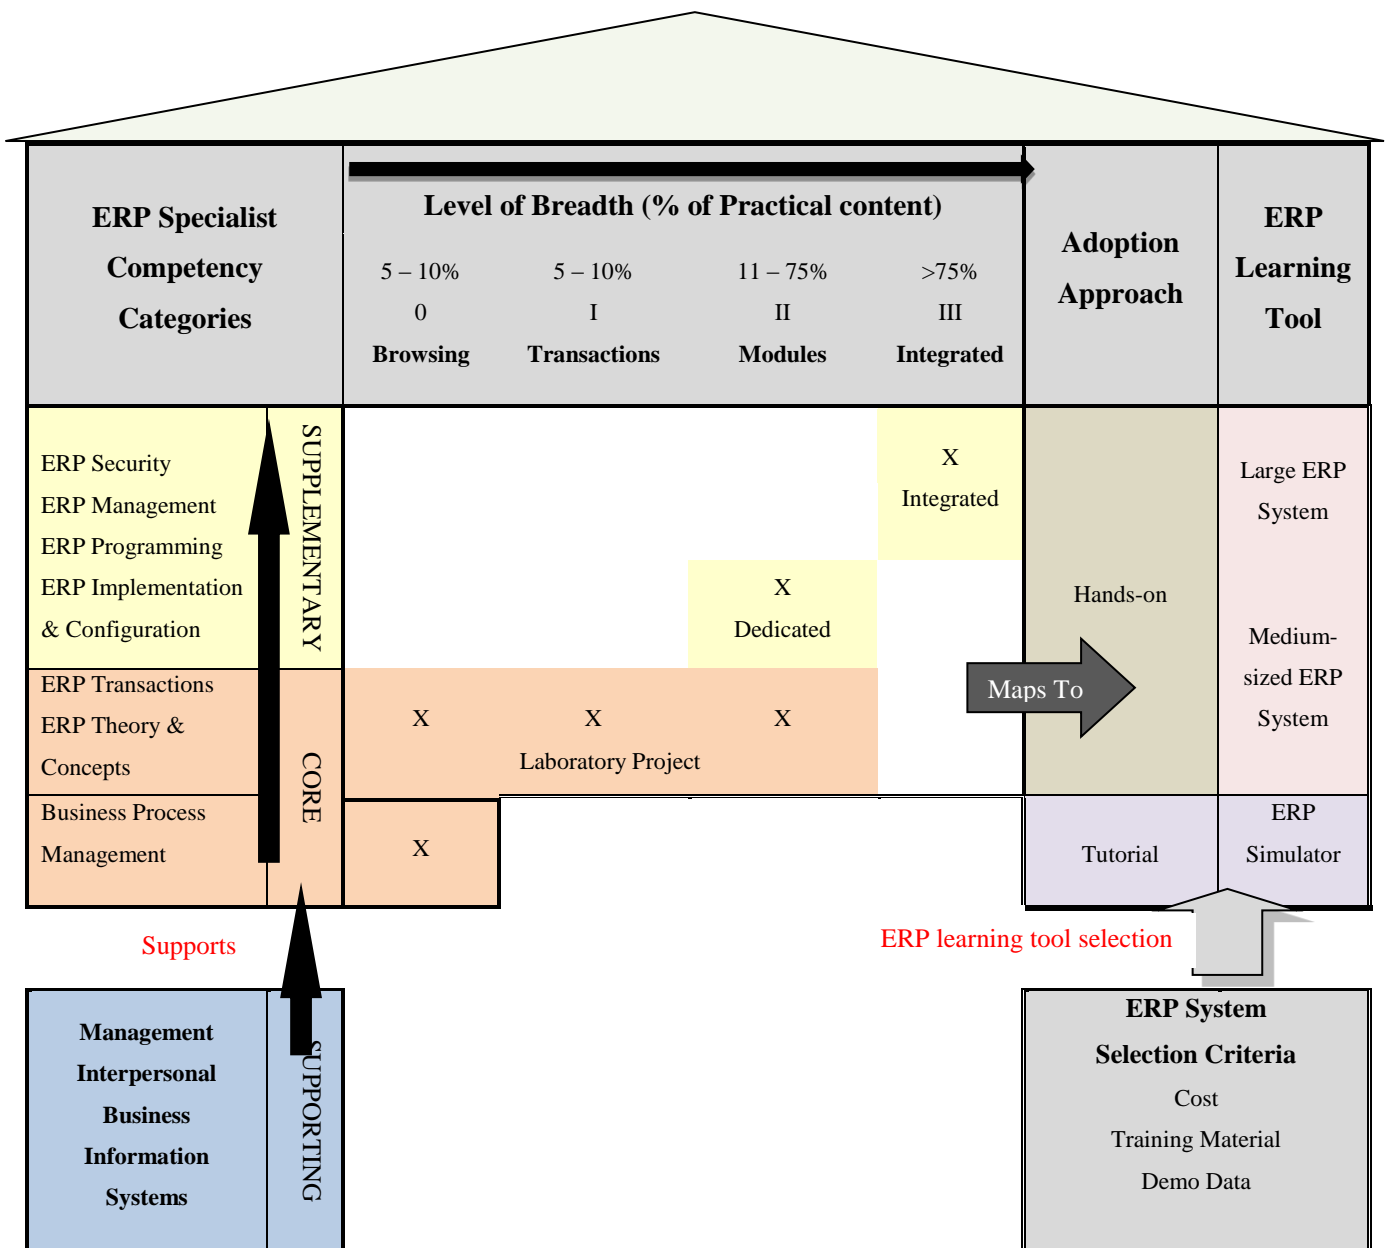 ERP Specialist
Competency
Categories
Level of Breadth (% of Practical content)
5 – 10%
0
Browsing
5 – 10%
I
Transactions
11 – 75%
II
Modules
>75%
III
Integrated
Adoption
Approach
ERP
Learning
Tool
ERP Security
ERP Management
ERP Programming
ERP Implementation
& Configuration
SUPPLEMENTARY
X
Integrated
X
Dedicated
Hands-on
Large ERP
System
Medium-
sized ERP
System
ERP Transactions
ERP Theory &
Concepts
CORE
X
X
X
Laboratory Project
Maps To
Business Process
Management
X
Tutorial
ERP
Simulator
Supports
ERP learning tool selection
Management
Interpersonal
Business
Information
Systems
SUPPORTING
ERP System
Selection Criteria
Cost
Training Material
Demo Data